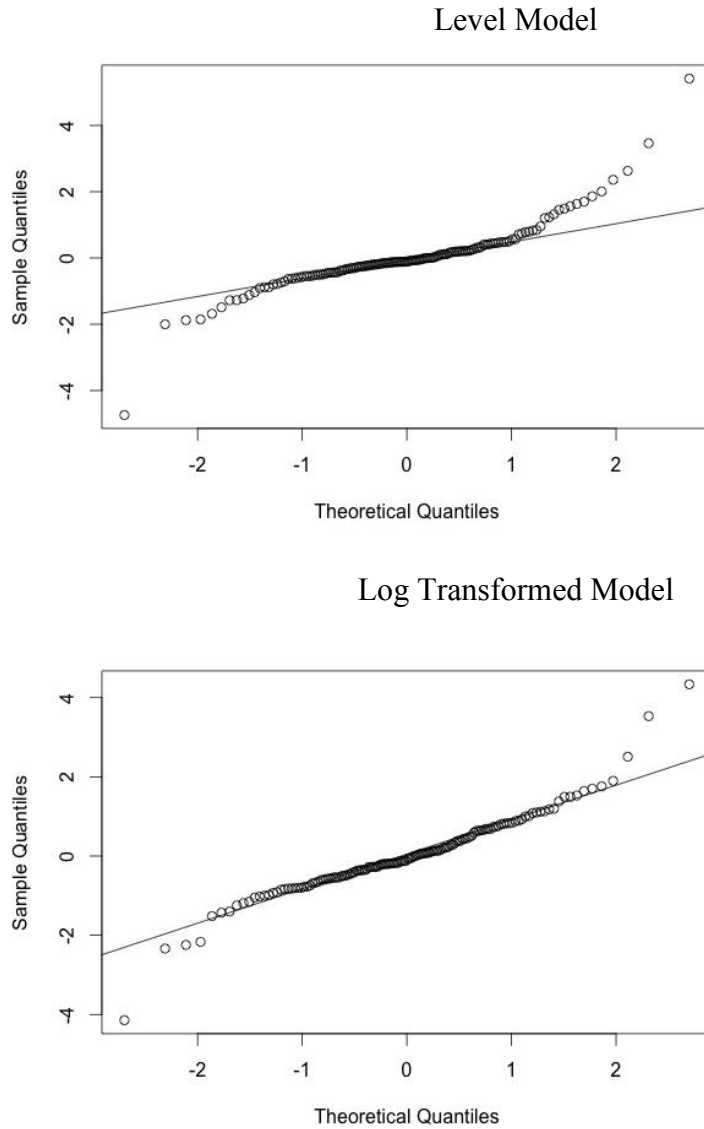 Level Model
4
2
0
-2
-4
Sample Quantiles
-2 -1 0 1 2
Theoretical Quantiles
Log Transformed Model
4
2
0
-2
-4
Sample Quantiles
-2 -1 0 1 2
Theoretical Quantiles